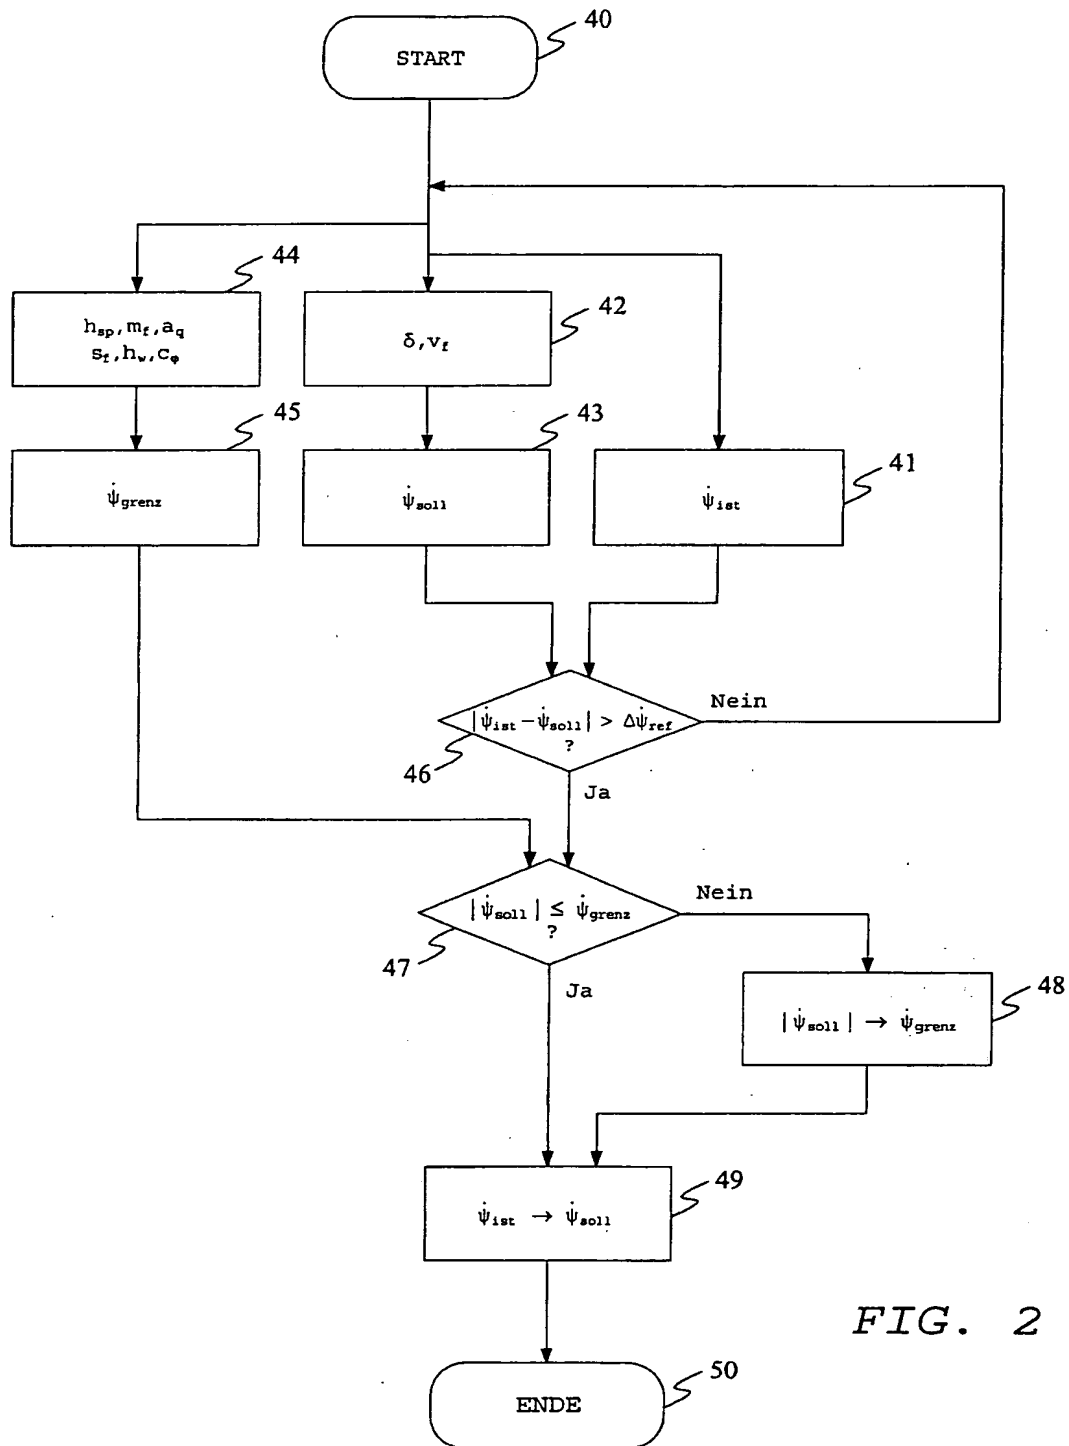 40
START
44
h_sp, m_f, a_q
s_f, h_w, c_φ
42
δ, v_f
45
ψ̇_grenz
43
ψ̇_soll
41
ψ̇_ist
|ψ̇_ist − ψ̇_soll| > Δψ̇_ref
?
Nein
46
Ja
|ψ̇_soll| ≤ ψ̇_grenz
?
Nein
47
Ja
48
|ψ̇_soll| → ψ̇_grenz
49
ψ̇_ist → ψ̇_soll
FIG. 2
50
ENDE